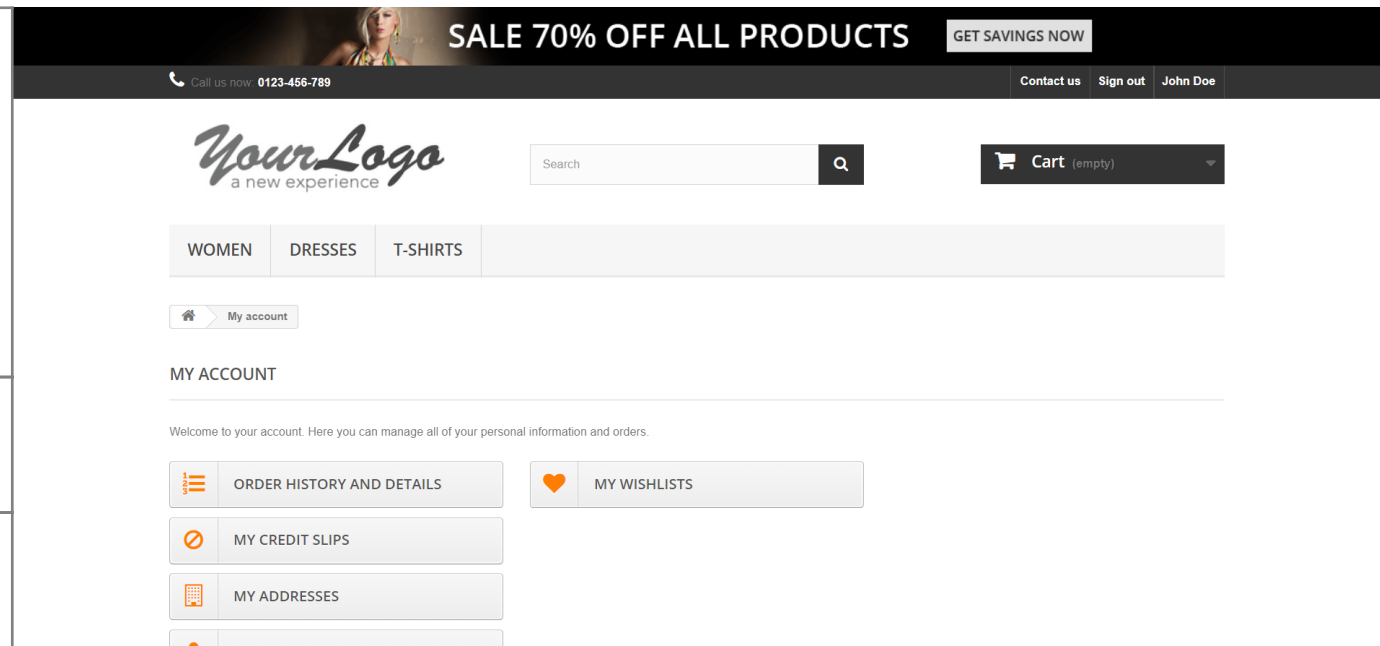 SALE 70% OFF ALL PRODUCTS GET SAVINGS NOW
Call us now: 0123-456-789 Contact us Sign out John Doe
YourLogo
a new experience
Search
Cart (empty)
WOMEN DRESSES T-SHIRTS
My account
MY ACCOUNT
Welcome to your account. Here you can manage all of your personal information and orders.
1
2
3
ORDER HISTORY AND DETAILS MY WISHLISTS
MY CREDIT SLIPS
MY ADDRESSES